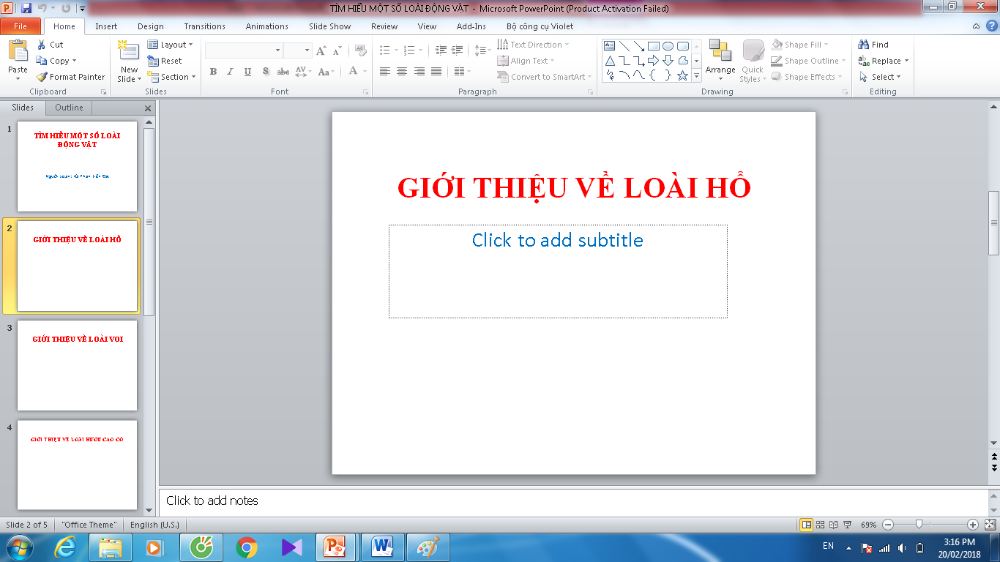 TÌM HIỂU MỘT SỐ LOÀI ĐỘNG VẬT - Microsoft PowerPoint (Product Activation Failed)
File Home Insert Design Transitions Animations Slide Show Review View Add-Ins Bộ công cụ Violet
Paste
Cut
Copy
Format Painter
Clipboard
New
Slide
Layout
Reset
Section
Slides
B I U S abc AV Aa A
Font
Text Direction
Align Text
Convert to SmartArt
Paragraph
Arrange
Quick
Styles
Shape Fill
Shape Outline
Shape Effects
Drawing
Find
Replace
Select
Editing
Slides Outline
1
TÌM HIỂU MỘT SỐ LOÀI
ĐỘNG VẬT
2
GIỚI THIỆU VỀ LOÀI HỔ
3
GIỚI THIỆU VỀ LOÀI VOI
4
GIỚI THIỆU VỀ LOÀI HƯƠU CAO CỔ
GIỚI THIỆU VỀ LOÀI HỔ
Click to add subtitle
Click to add notes
Slide 2 of 5 "Office Theme" English (U.S.) 69%
EN 3:16 PM
20/02/2018